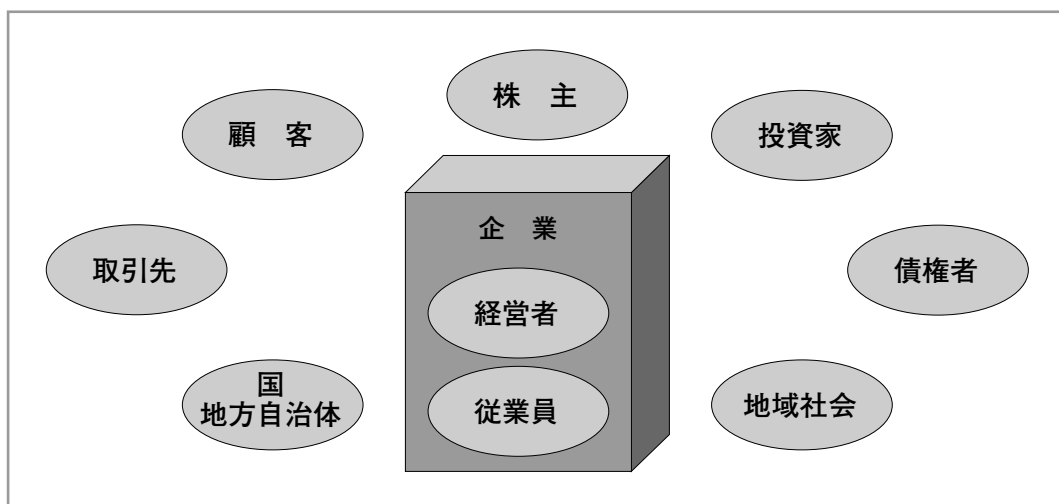 株　主
顧　客
投資家
企　業
取引先
債権者
経営者
国
地方自治体
従業員
地域社会